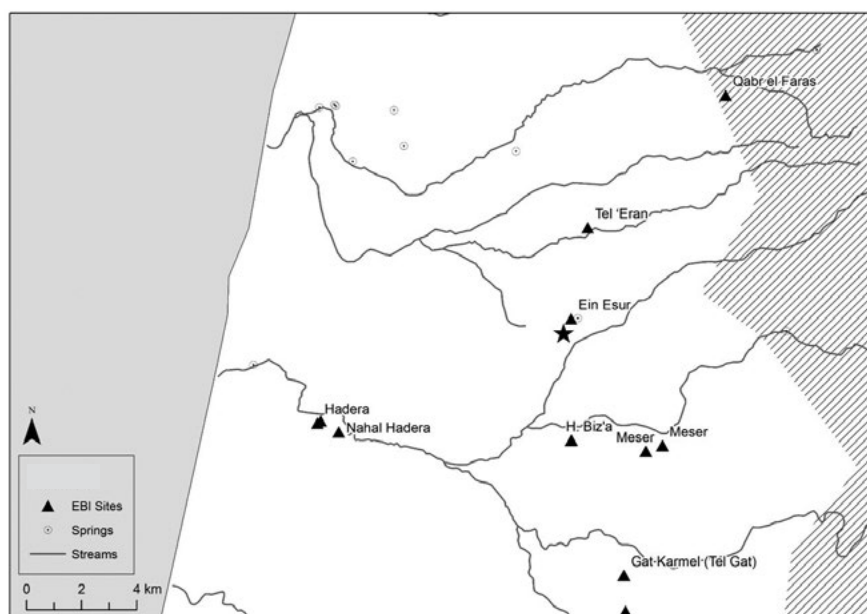 Qabr el Faras
Tel 'Eran
Ein Esur
Hadera
Nahal Hadera
H. Biz'a
Meser
Meser
Gat Karmel (Tel Gat)
N
EBI Sites
Springs
Streams
0 2 4 km